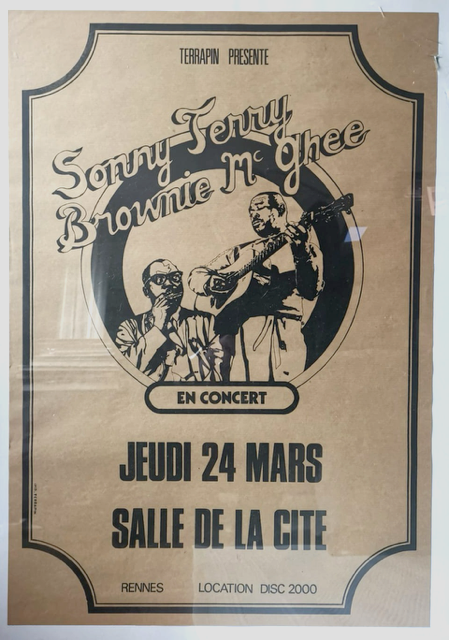 TERRAPIN PRESENTE
Sonny Terry
Brownie Mc Ghee
EN CONCERT
JEUDI 24 MARS
SALLE DE LA CITE
RENNES LOCATION DISC 2000